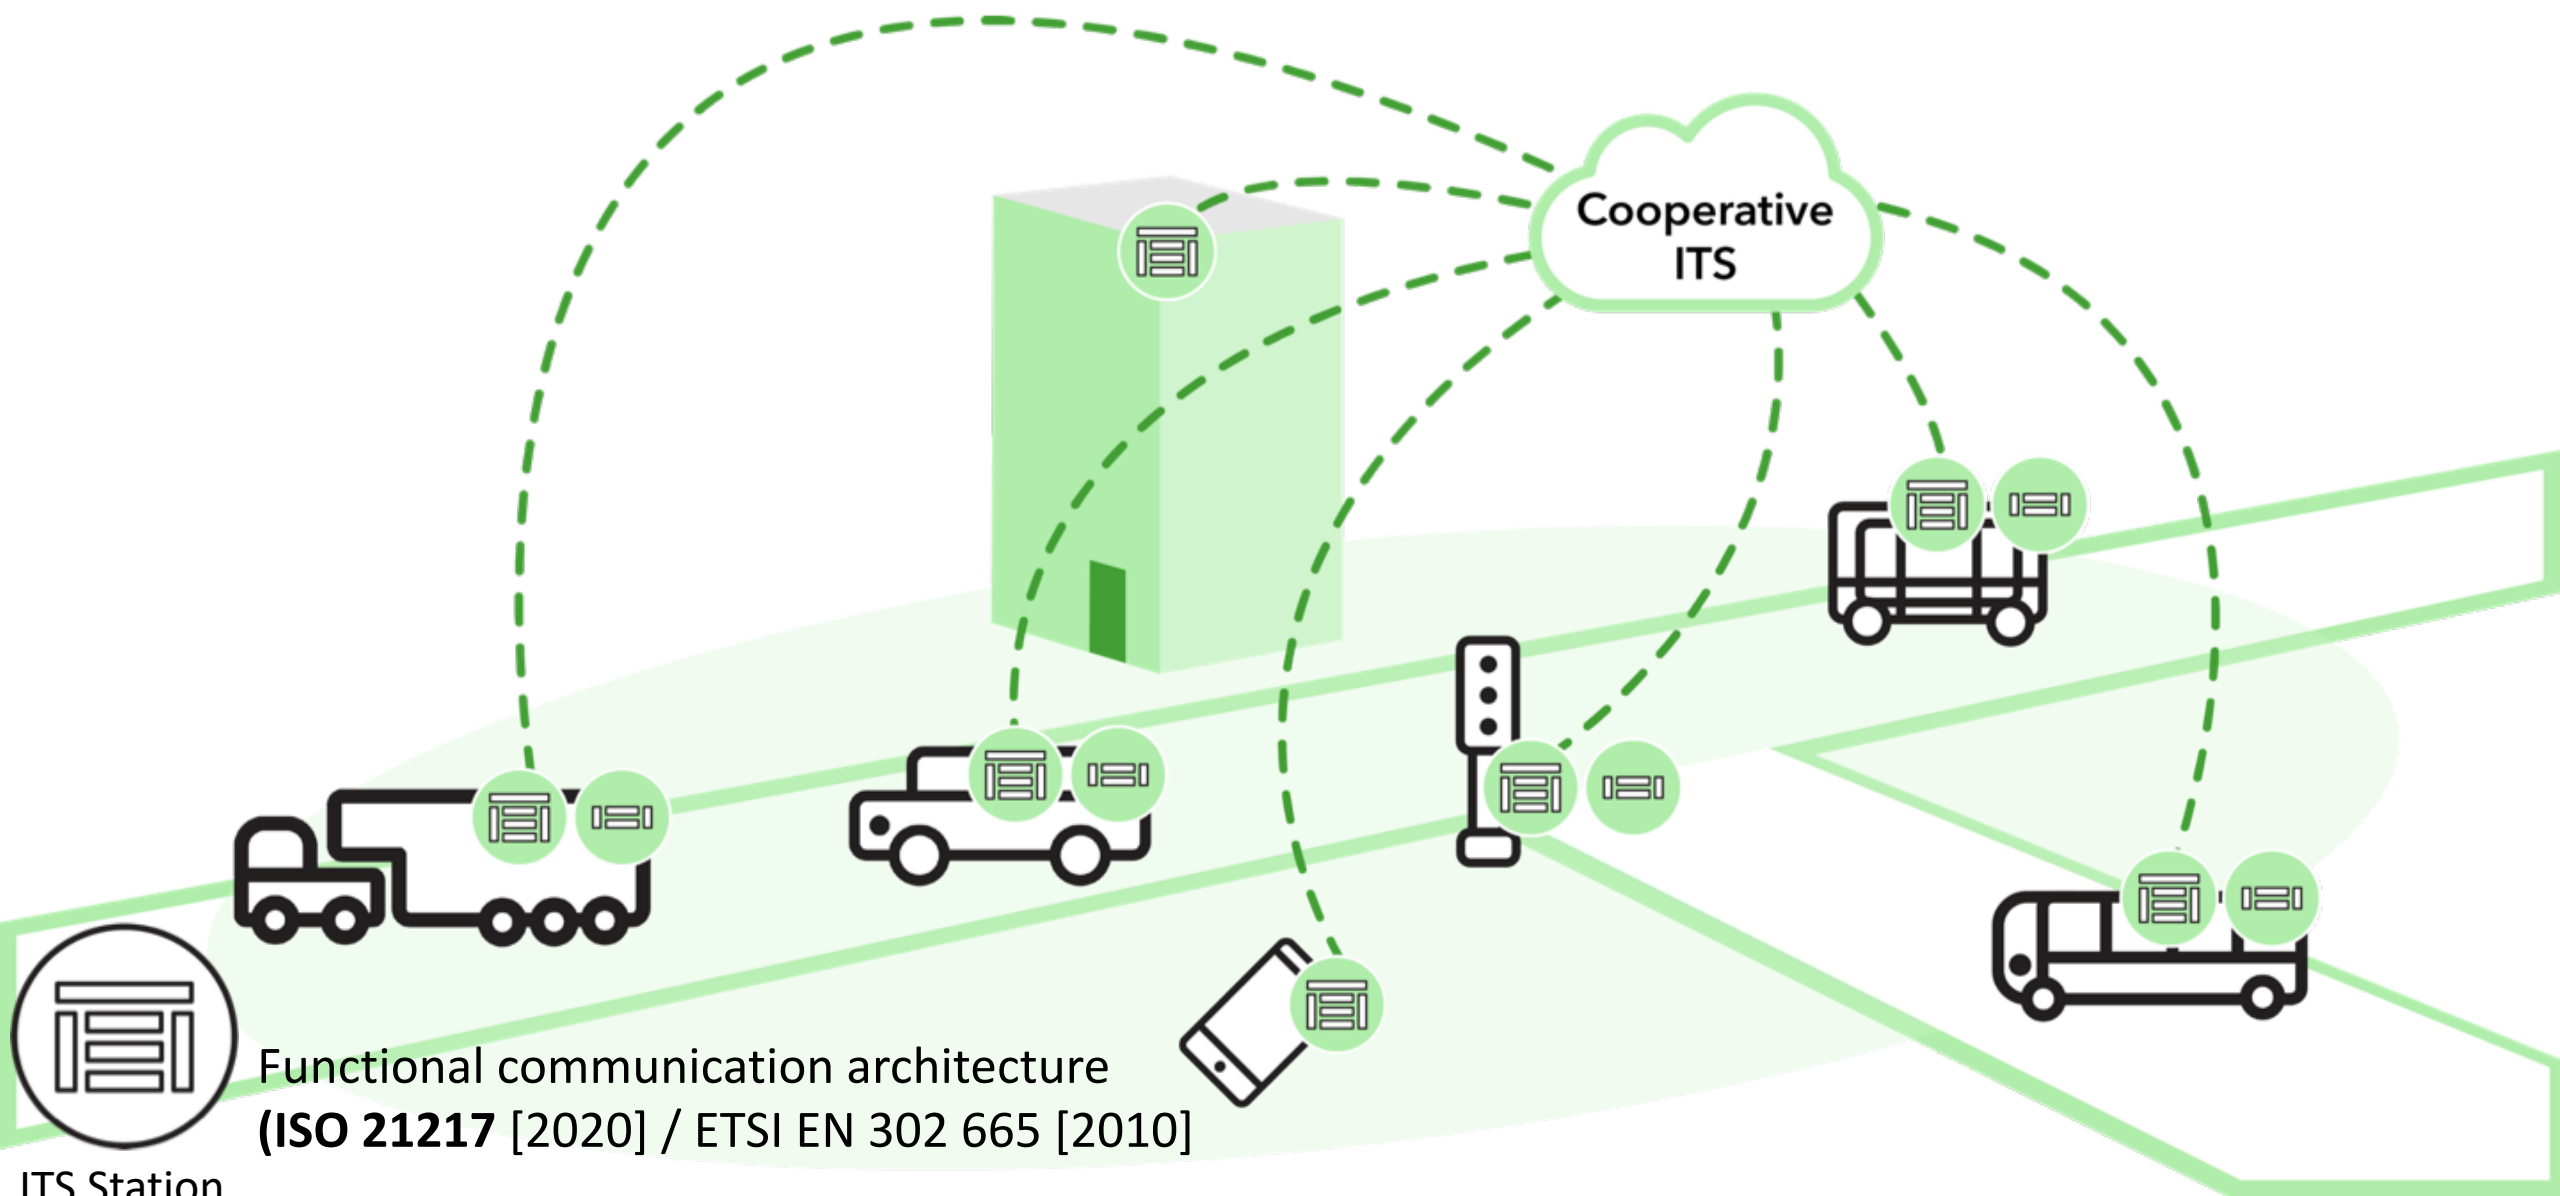 Cooperative
ITS
Functional communication architecture
(ISO 21217 [2020] / ETSI EN 302 665 [2010]
ITS Station